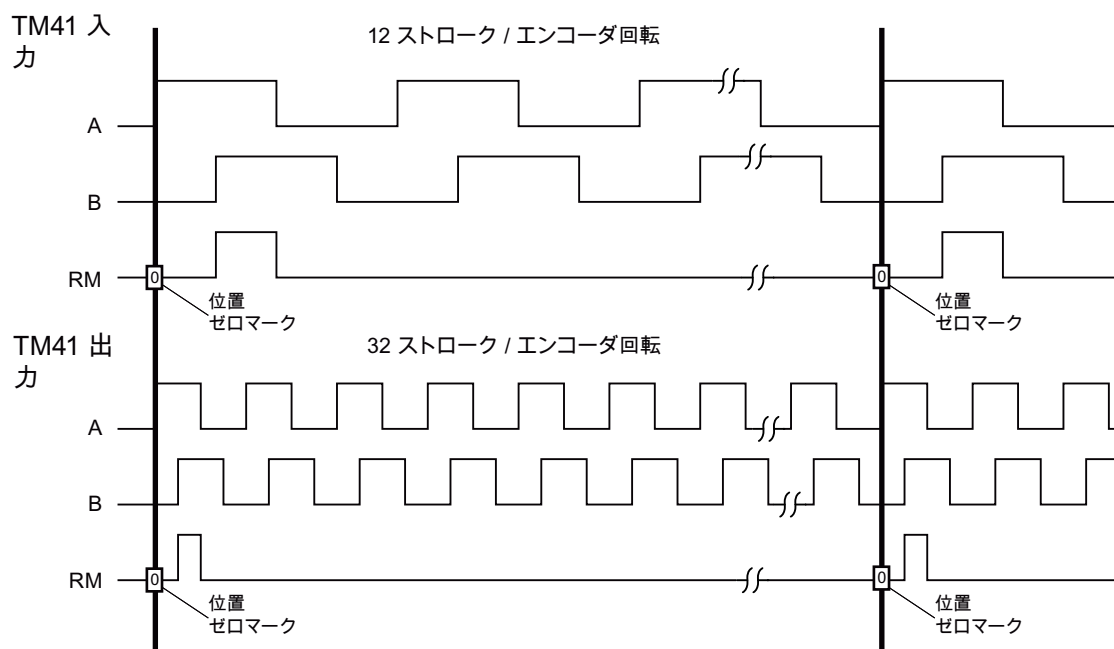 TM41 入
力
12 ストローク / エンコーダ回転
A
B
RM
0
0
位置
ゼロマーク
位置
ゼロマーク
TM41 出
力
32 ストローク / エンコーダ回転
A
B
RM
0
0
位置
ゼロマーク
位置
ゼロマーク